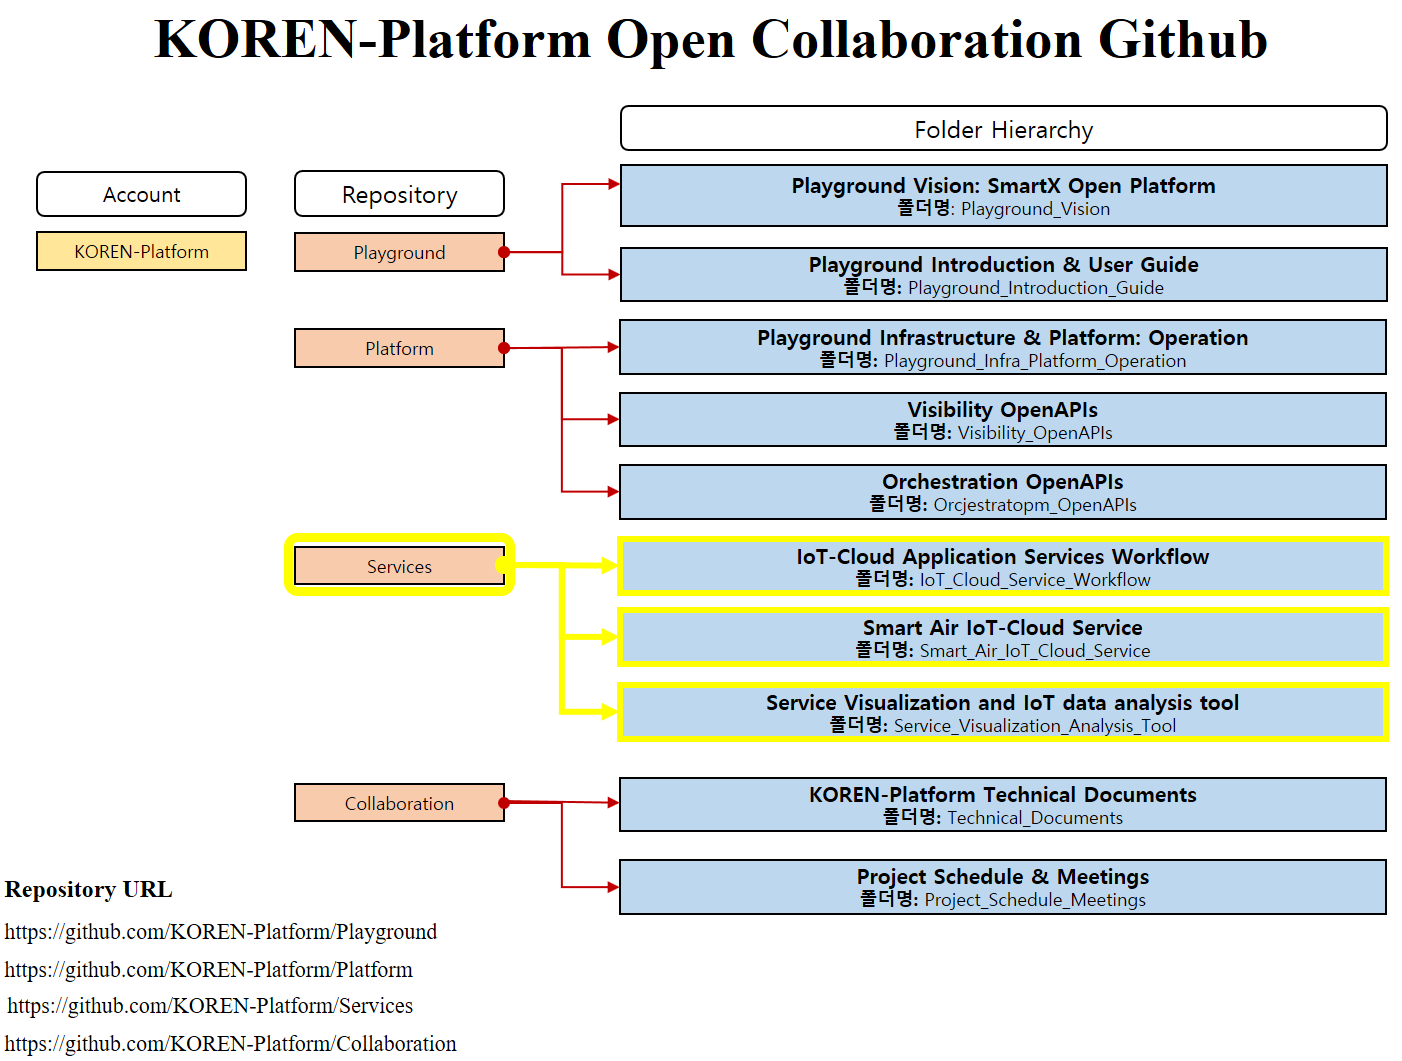 KOREN-Platform Open Collaboration Github
Folder Hierarchy
Account
Repository
KOREN-Platform
Playground
Playground Vision: SmartX Open Platform
폴더명: Playground_Vision
Playground Introduction & User Guide
폴더명: Playground_Introduction_Guide
Platform
Playground Infrastructure & Platform: Operation
폴더명: Playground_Infra_Platform_Operation
Visibility OpenAPIs
폴더명: Visibility_OpenAPIs
Orchestration OpenAPIs
폴더명: Orcjestratopm_OpenAPIs
Services
IoT-Cloud Application Services Workflow
폴더명: IoT_Cloud_Service_Workflow
Smart Air IoT-Cloud Service
폴더명: Smart_Air_IoT_Cloud_Service
Service Visualization and IoT data analysis tool
폴더명: Service_Visualization_Analysis_Tool
Collaboration
KOREN-Platform Technical Documents
폴더명: Technical_Documents
Project Schedule & Meetings
폴더명: Project_Schedule_Meetings
Repository URL
https://github.com/KOREN-Platform/Playground
https://github.com/KOREN-Platform/Platform
https://github.com/KOREN-Platform/Services
https://github.com/KOREN-Platform/Collaboration